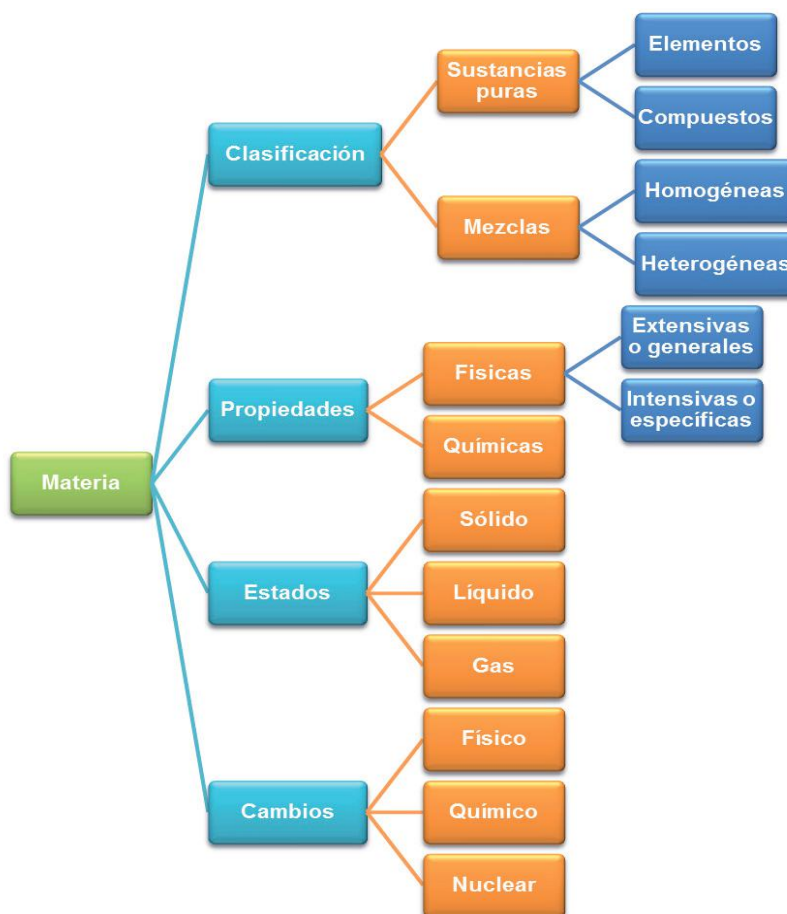 Materia
Clasificación
Sustancias
puras
Elementos
Compuestos
Mezclas
Homogéneas
Heterogéneas
Propiedades
Fisicas
Extensivas
o generales
Intensivas o
específicas
Químicas
Estados
Sólido
Líquido
Gas
Cambios
Físico
Químico
Nuclear